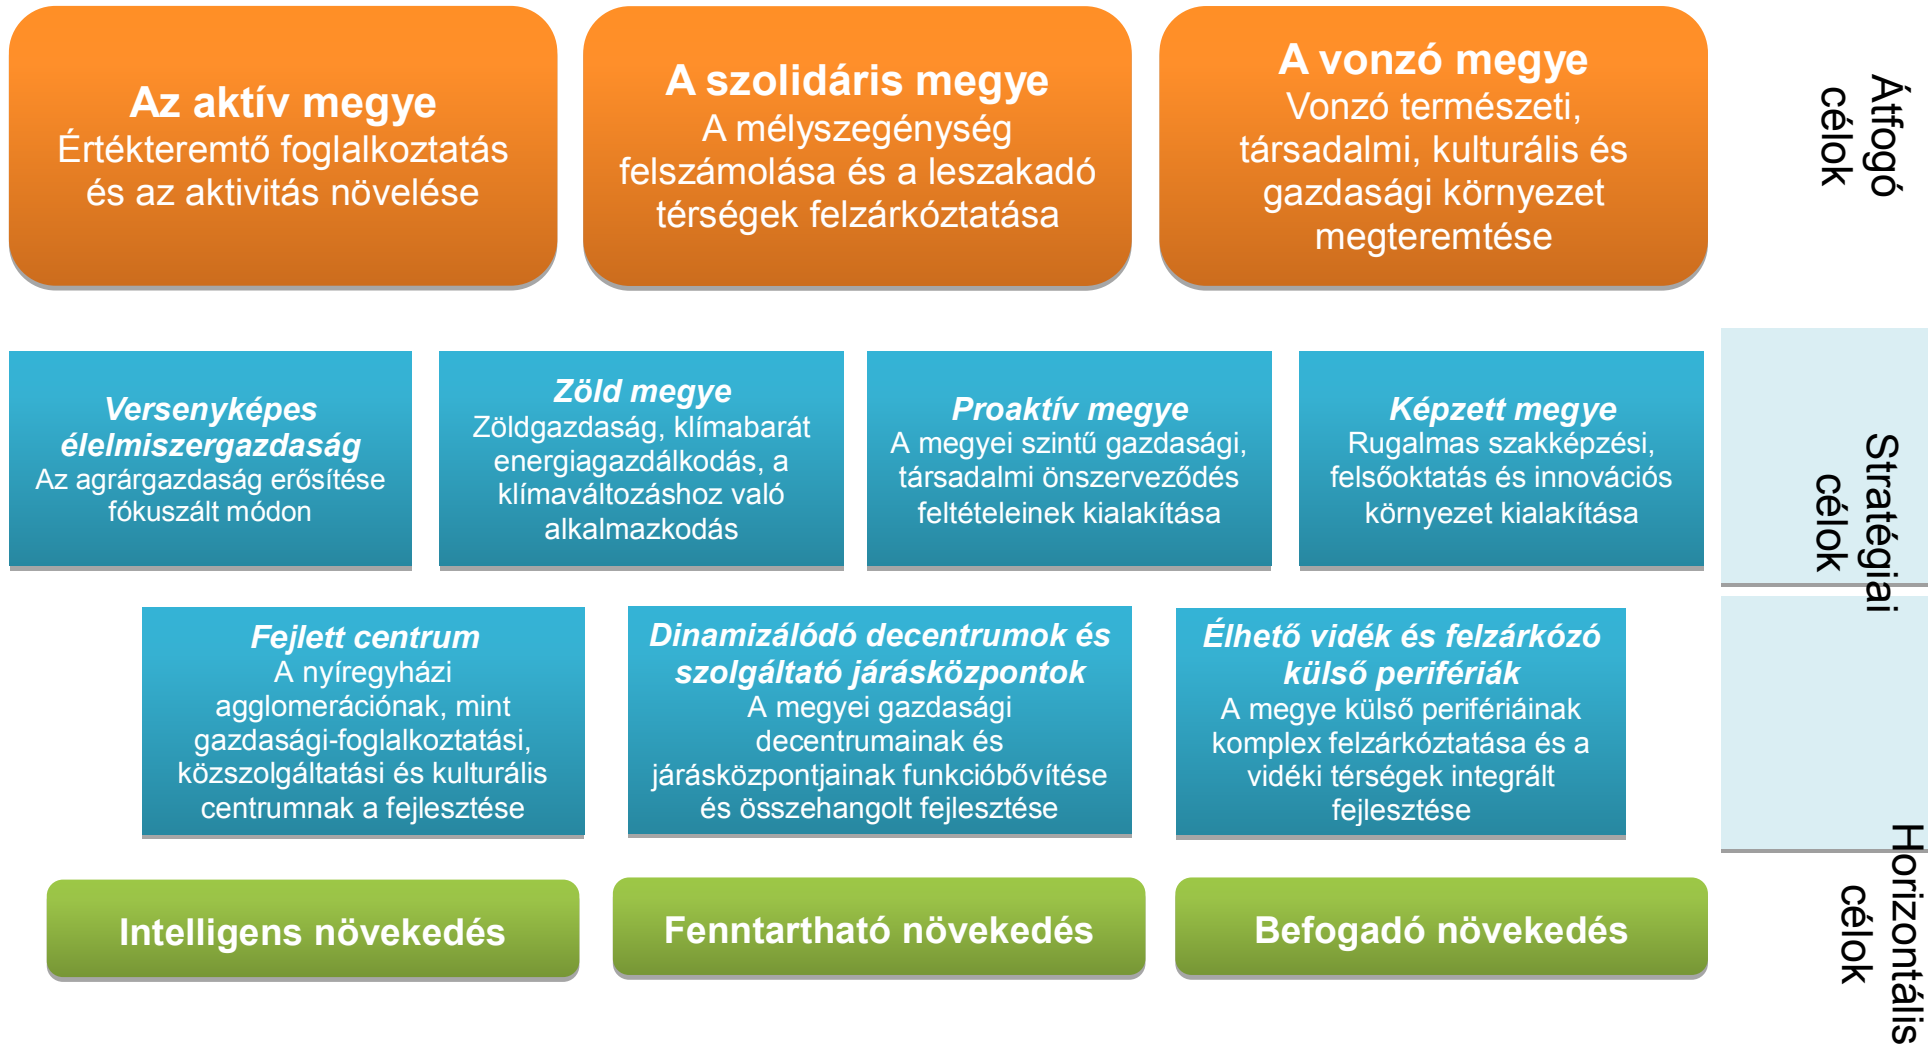 Az aktív megye
Értékteremtő foglalkoztatás
és az aktivitás növelése
A szolidáris megye
A mélyszegénység
felszámolása és a leszakadó
térségek felzárkóztatása
A vonzó megye
Vonzó természeti,
társadalmi, kulturális és
gazdasági környezet
megteremtése
Átfogó
célok
Versenyképes
élelmiszergazdaság
Az agrárgazdaság erősítése
fókuszált módon
Zöld megye
Zöldgazdaság, klímabarát
energiagazdálkodás, a
klímaváltozáshoz való
alkalmazkodás
Proaktív megye
A megyei szintű gazdasági,
társadalmi önszerveződés
feltételeinek kialakítása
Képzett megye
Rugalmas szakképzési,
felsőoktatás és innovációs
környezet kialakítása
Stratégiai
célok
Fejlett centrum
A nyíregyházi
agglomerációnak, mint
gazdasági-foglalkoztatási,
közszolgáltatási és kulturális
centrumnak a fejlesztése
Dinamizálódó decentrumok és
szolgáltató járásközpontok
A megyei gazdasági
decentrumainak és
járásközpontjainak funkcióbővítése
és összehangolt fejlesztése
Élhető vidék és felzárkózó
külső perifériák
A megye külső perifériáinak
komplex felzárkóztatása és a
vidéki térségek integrált
fejlesztése
Intelligens növekedés
Fenntartható növekedés
Befogadó növekedés
Horizontális
célok